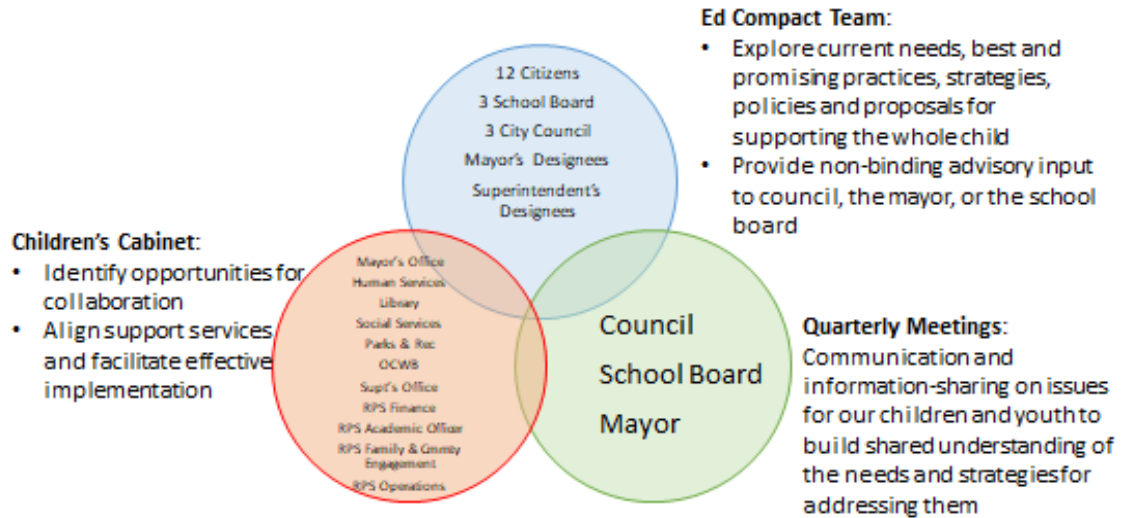 Ed Compact Team:
• Explore current needs, best and
promising practices, strategies,
policies and proposals for
supporting the whole child
• Provide non-binding advisory input
to council, the mayor, or the school
board
12 Citizens
3 School Board
3 City Council
Mayor's Designees
Superintendent's
Designees
Children's Cabinet:
• Identify opportunities for
collaboration
• Align support services
and facilitate effective
implementation
Mayor's Office
Human Services
Library
Social Services
Parks & Rec
OCWB
Supt's Office
RPS Finance
RPS Academic Officer
RPS Family & Cmmty
Engagement
RPS Operations
Council
School Board
Mayor
Quarterly Meetings:
Communication and
information-sharing on issues
for our children and youth to
build shared understanding of
the needs and strategies for
addressing them